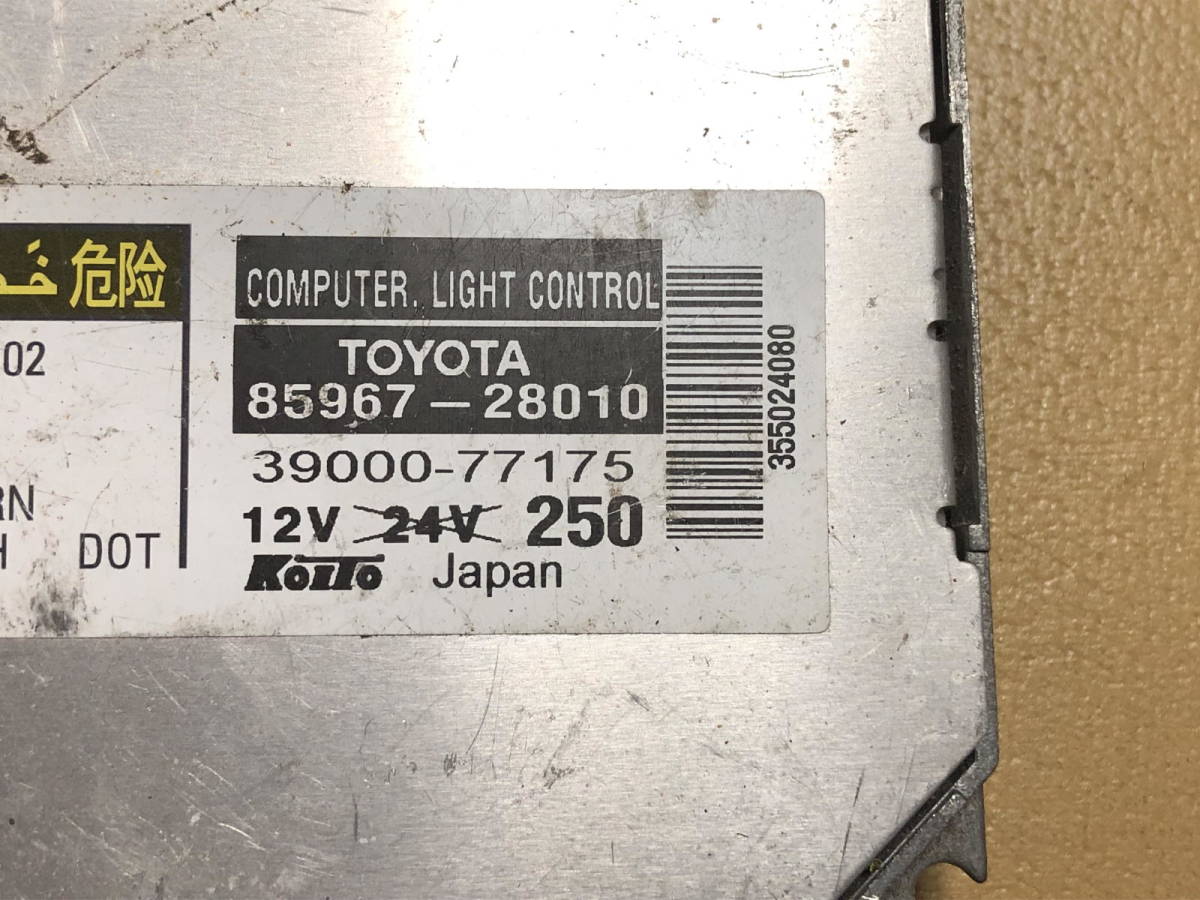 危险
02
RN
H DOT
COMPUTER. LIGHT CONTROL
TOYOTA
85967-28010
39000-77175
12V 24V 250
KOITO Japan
355024080